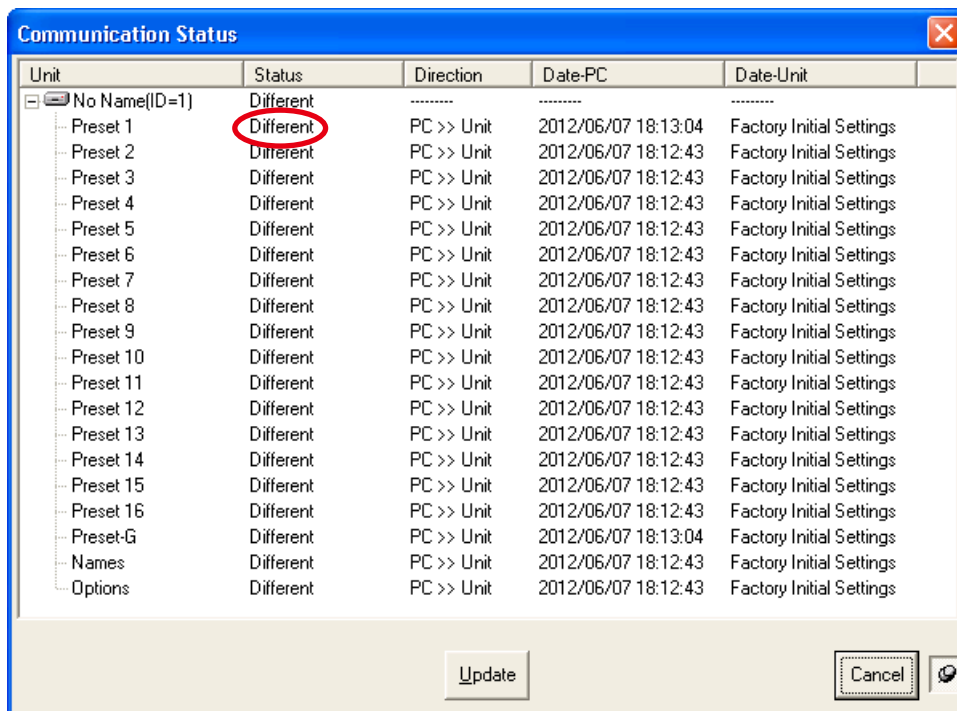 Communication Status
Unit Status Direction Date-PC Date-Unit
No Name(ID=1) Different --------- --------- ---------
Preset 1 Different PC >> Unit 2012/06/07 18:13:04 Factory Initial Settings
Preset 2 Different PC >> Unit 2012/06/07 18:12:43 Factory Initial Settings
Preset 3 Different PC >> Unit 2012/06/07 18:12:43 Factory Initial Settings
Preset 4 Different PC >> Unit 2012/06/07 18:12:43 Factory Initial Settings
Preset 5 Different PC >> Unit 2012/06/07 18:12:43 Factory Initial Settings
Preset 6 Different PC >> Unit 2012/06/07 18:12:43 Factory Initial Settings
Preset 7 Different PC >> Unit 2012/06/07 18:12:43 Factory Initial Settings
Preset 8 Different PC >> Unit 2012/06/07 18:12:43 Factory Initial Settings
Preset 9 Different PC >> Unit 2012/06/07 18:12:43 Factory Initial Settings
Preset 10 Different PC >> Unit 2012/06/07 18:12:43 Factory Initial Settings
Preset 11 Different PC >> Unit 2012/06/07 18:12:43 Factory Initial Settings
Preset 12 Different PC >> Unit 2012/06/07 18:12:43 Factory Initial Settings
Preset 13 Different PC >> Unit 2012/06/07 18:12:43 Factory Initial Settings
Preset 14 Different PC >> Unit 2012/06/07 18:12:43 Factory Initial Settings
Preset 15 Different PC >> Unit 2012/06/07 18:12:43 Factory Initial Settings
Preset 16 Different PC >> Unit 2012/06/07 18:12:43 Factory Initial Settings
Preset-G Different PC >> Unit 2012/06/07 18:13:04 Factory Initial Settings
Names Different PC >> Unit 2012/06/07 18:12:43 Factory Initial Settings
Options Different PC >> Unit 2012/06/07 18:12:43 Factory Initial Settings
Update Cancel